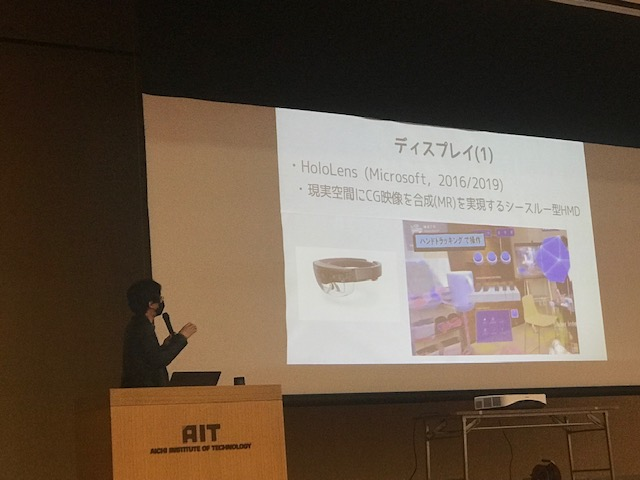 ディスプレイ(1)
・HoloLens (Microsoft, 2016/2019)
・現実空間にCG映像を合成(MR)を実現するシースルー型HMD
ハンドトラッキングで操作
AIT
AICHI INSTITUTE OF TECHNOLOGY